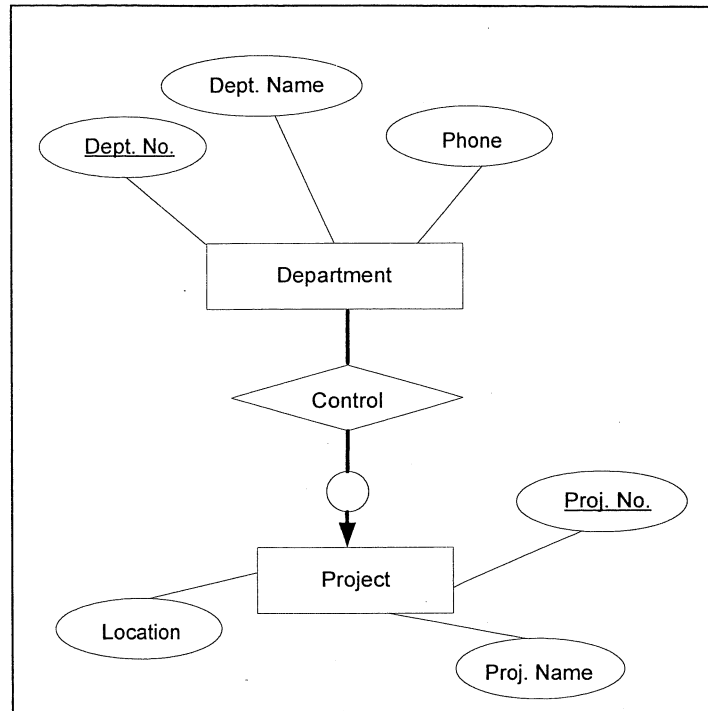 Dept. Name
Dept. No.
Phone
Department
Control
Proj. No.
Project
Location
Proj. Name